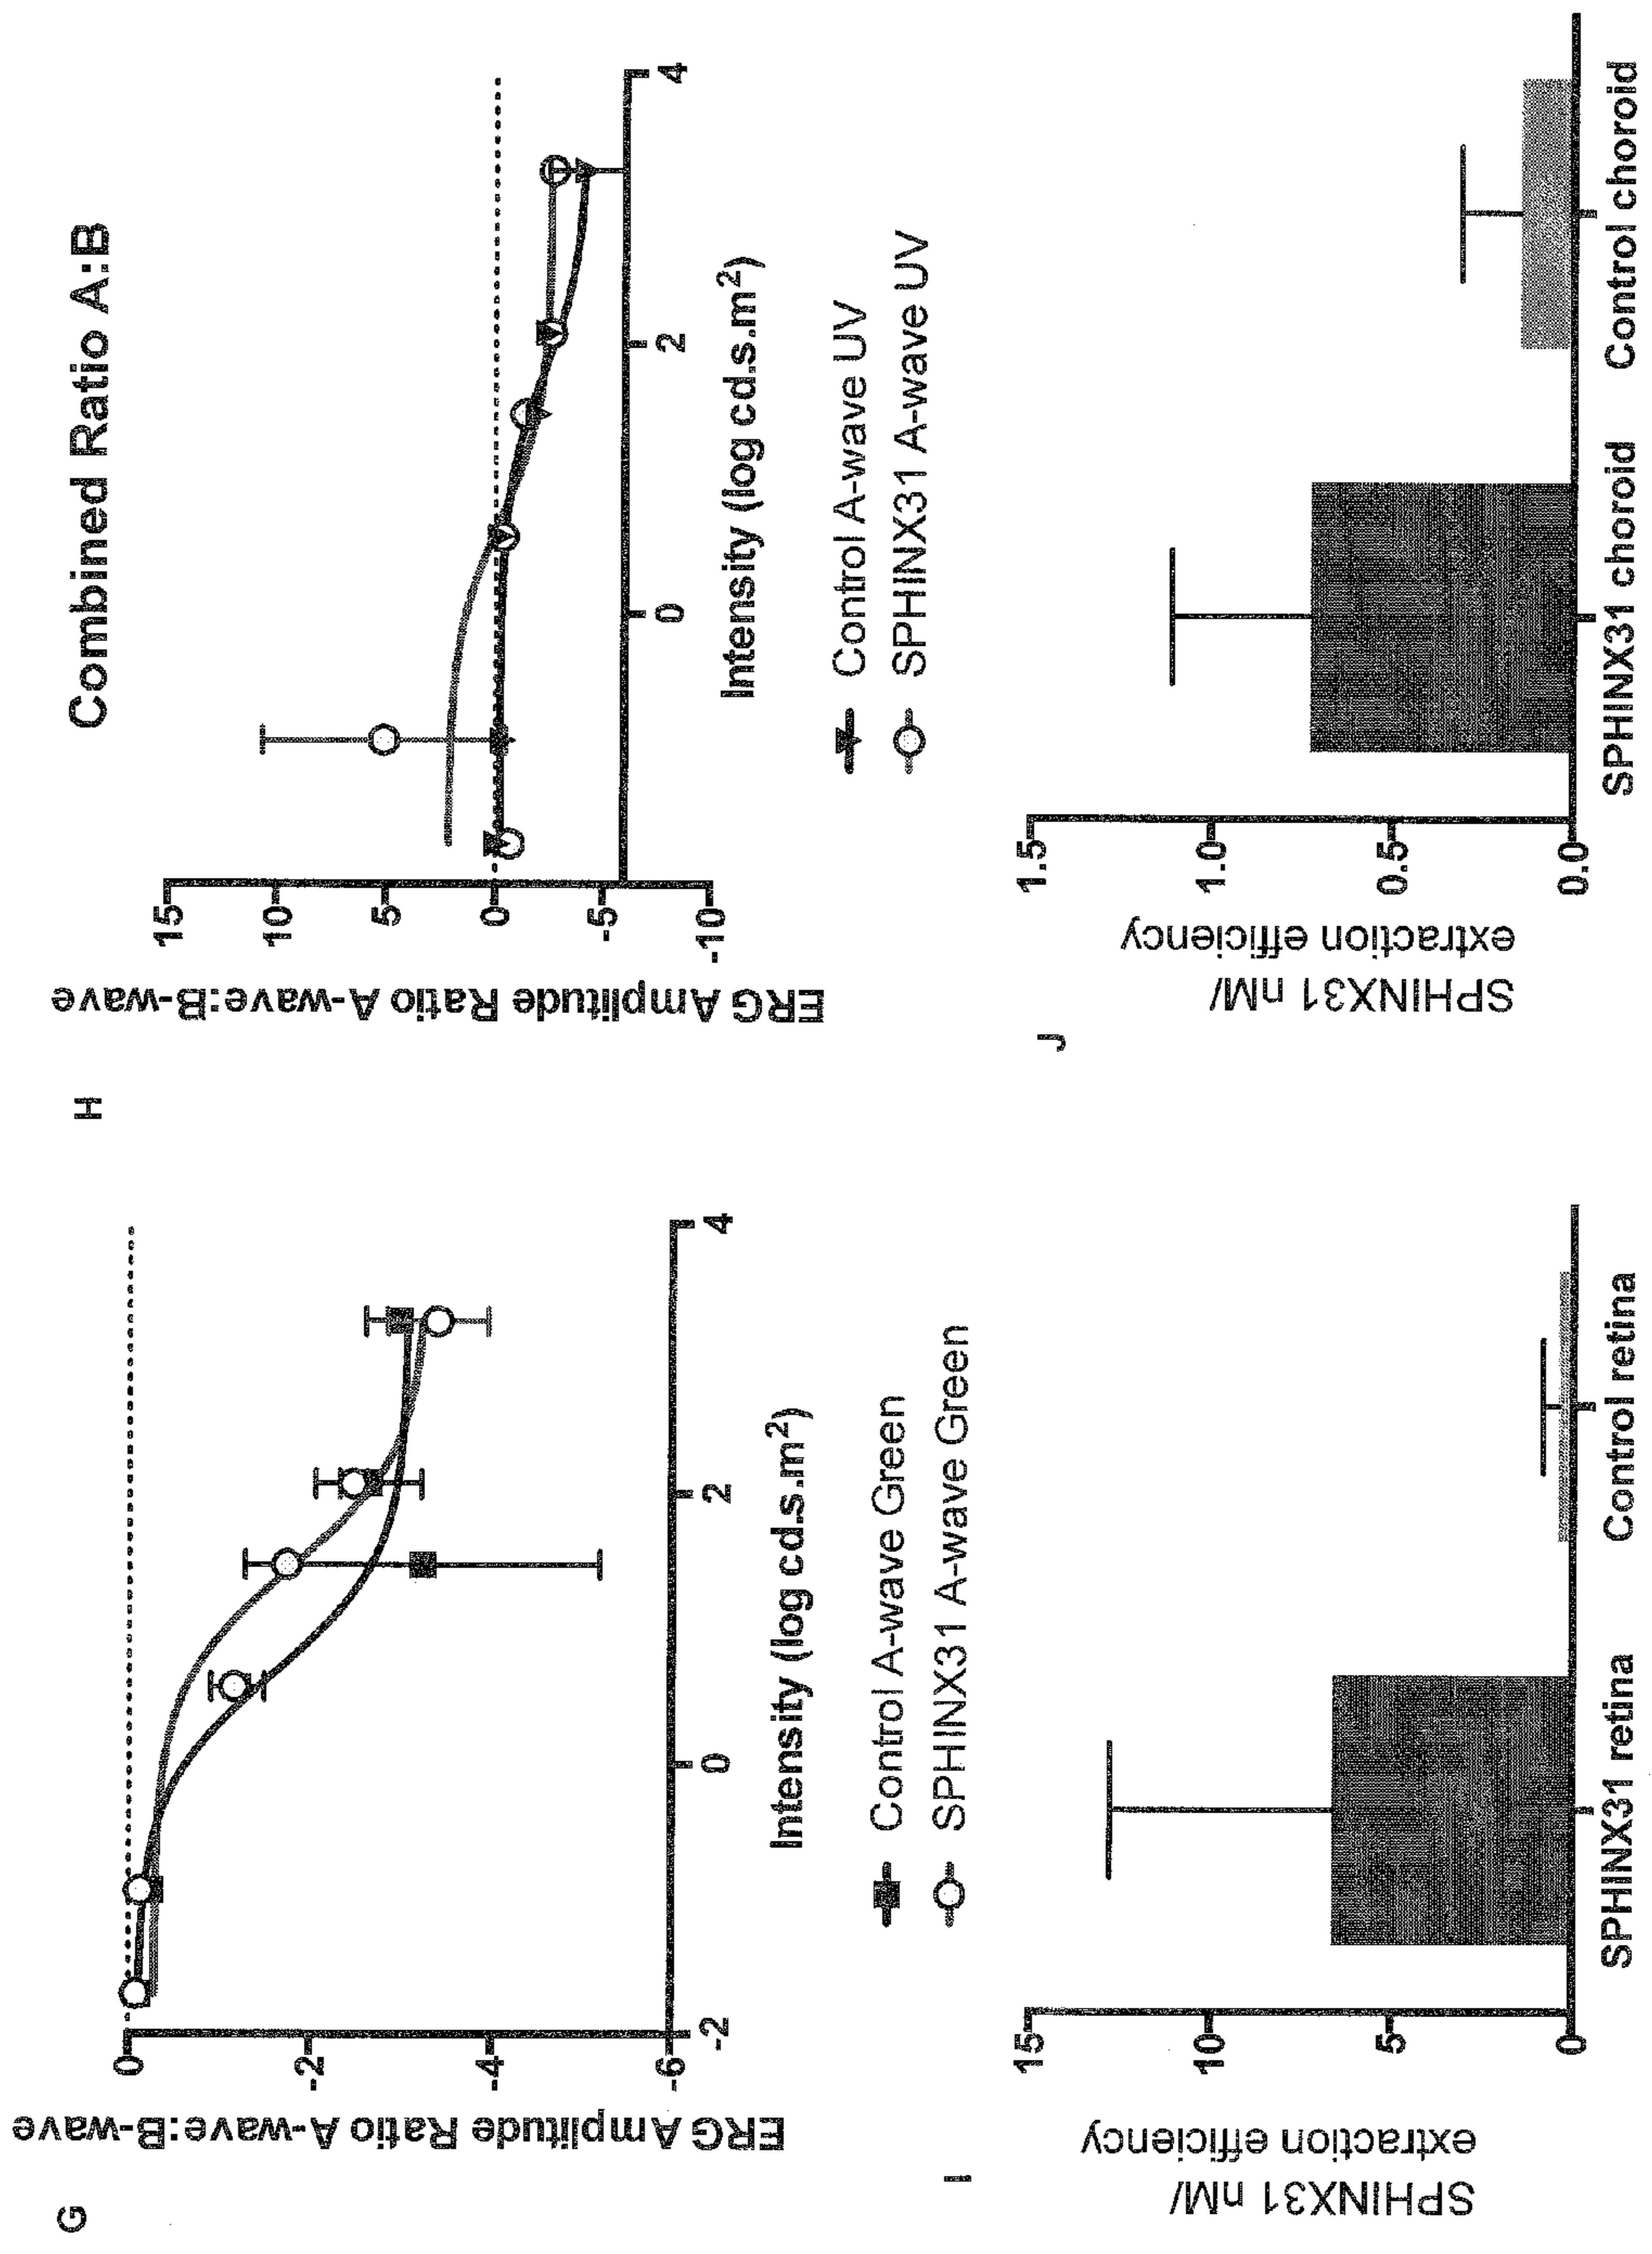 G
ERG Amplitude Ratio A-wave:B-wave
0
-2
-4
-6
-2
0
2
4
Intensity (log cd.s.m²)
Control A-wave Green
SPHINX31 A-wave Green
H
Combined Ratio A:B
ERG Amplitude Ratio A-wave:B-wave
15
10
5
0
-5
-10
0
2
4
Intensity (log cd.s.m²)
Control A-wave UV
SPHINX31 A-wave UV
I
SPHINX31 nM/
extraction efficiency
15
10
5
0
SPHINX31 retina
Control retina
J
SPHINX31 nM/
extraction efficiency
1.5
1.0
0.5
0.0
SPHINX31 choroid
Control choroid